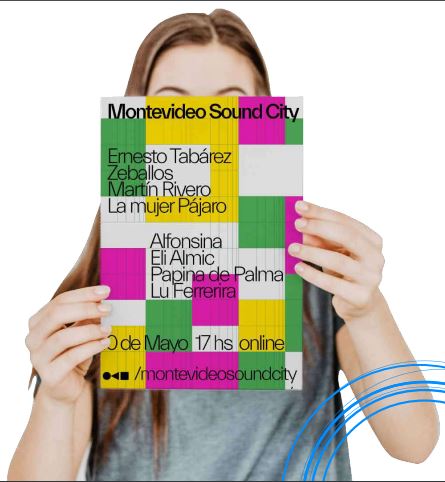 Montevideo Sound City
Ernesto Tabárez
Zeballos
Martín Rivero
La mujer Pájaro
Alfonsina
Eli Almic
Papina de Palma
Lu Ferrerira
de Mayo 17 hs online
/montevideosoundcity